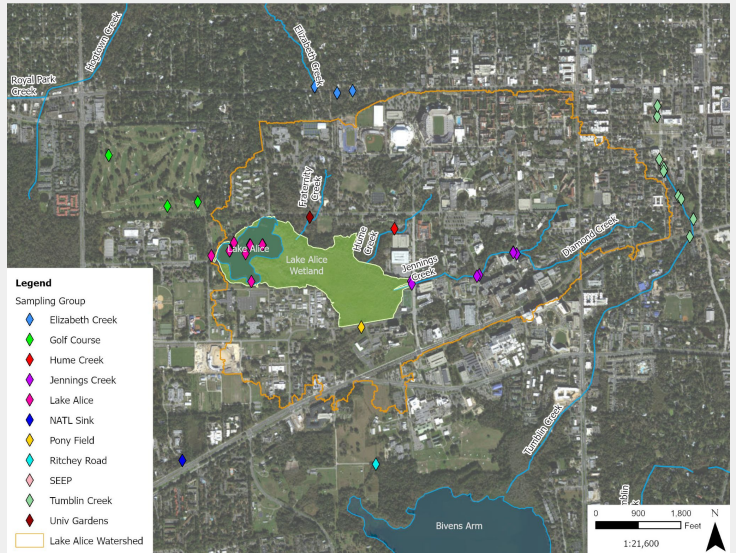 Hogtown Creek
Elizabeth Creek
Royal Park
Creek
Fraternity
Creek
Hume
Creek
Diamond Creek
Lake Alice
Lake Alice
Wetland
Jennings
Creek
Legend
Sampling Group
Elizabeth Creek
Golf Course
Hume Creek
Jennings Creek
Lake Alice
NATL Sink
Pony Field
Ritchey Road
SEEP
Tumblin Creek
Univ Gardens
Lake Alice Watershed
Tumblin Creek
Bivens Arm
0 900 1,800
Feet
N
1:21,600